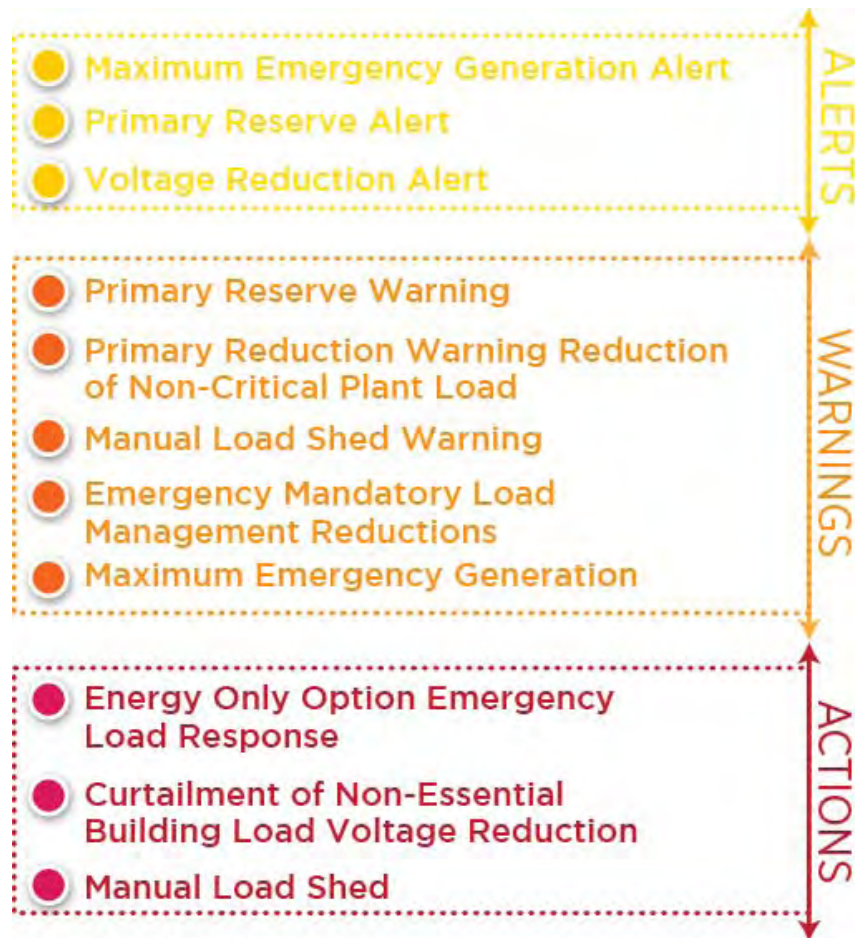 Maximum Emergency Generation Alert
Primary Reserve Alert
Voltage Reduction Alert
ALERTS
Primary Reserve Warning
Primary Reduction Warning Reduction
of Non-Critical Plant Load
Manual Load Shed Warning
Emergency Mandatory Load
Management Reductions
Maximum Emergency Generation
WARNINGS
Energy Only Option Emergency
Load Response
Curtailment of Non-Essential
Building Load Voltage Reduction
Manual Load Shed
ACTIONS